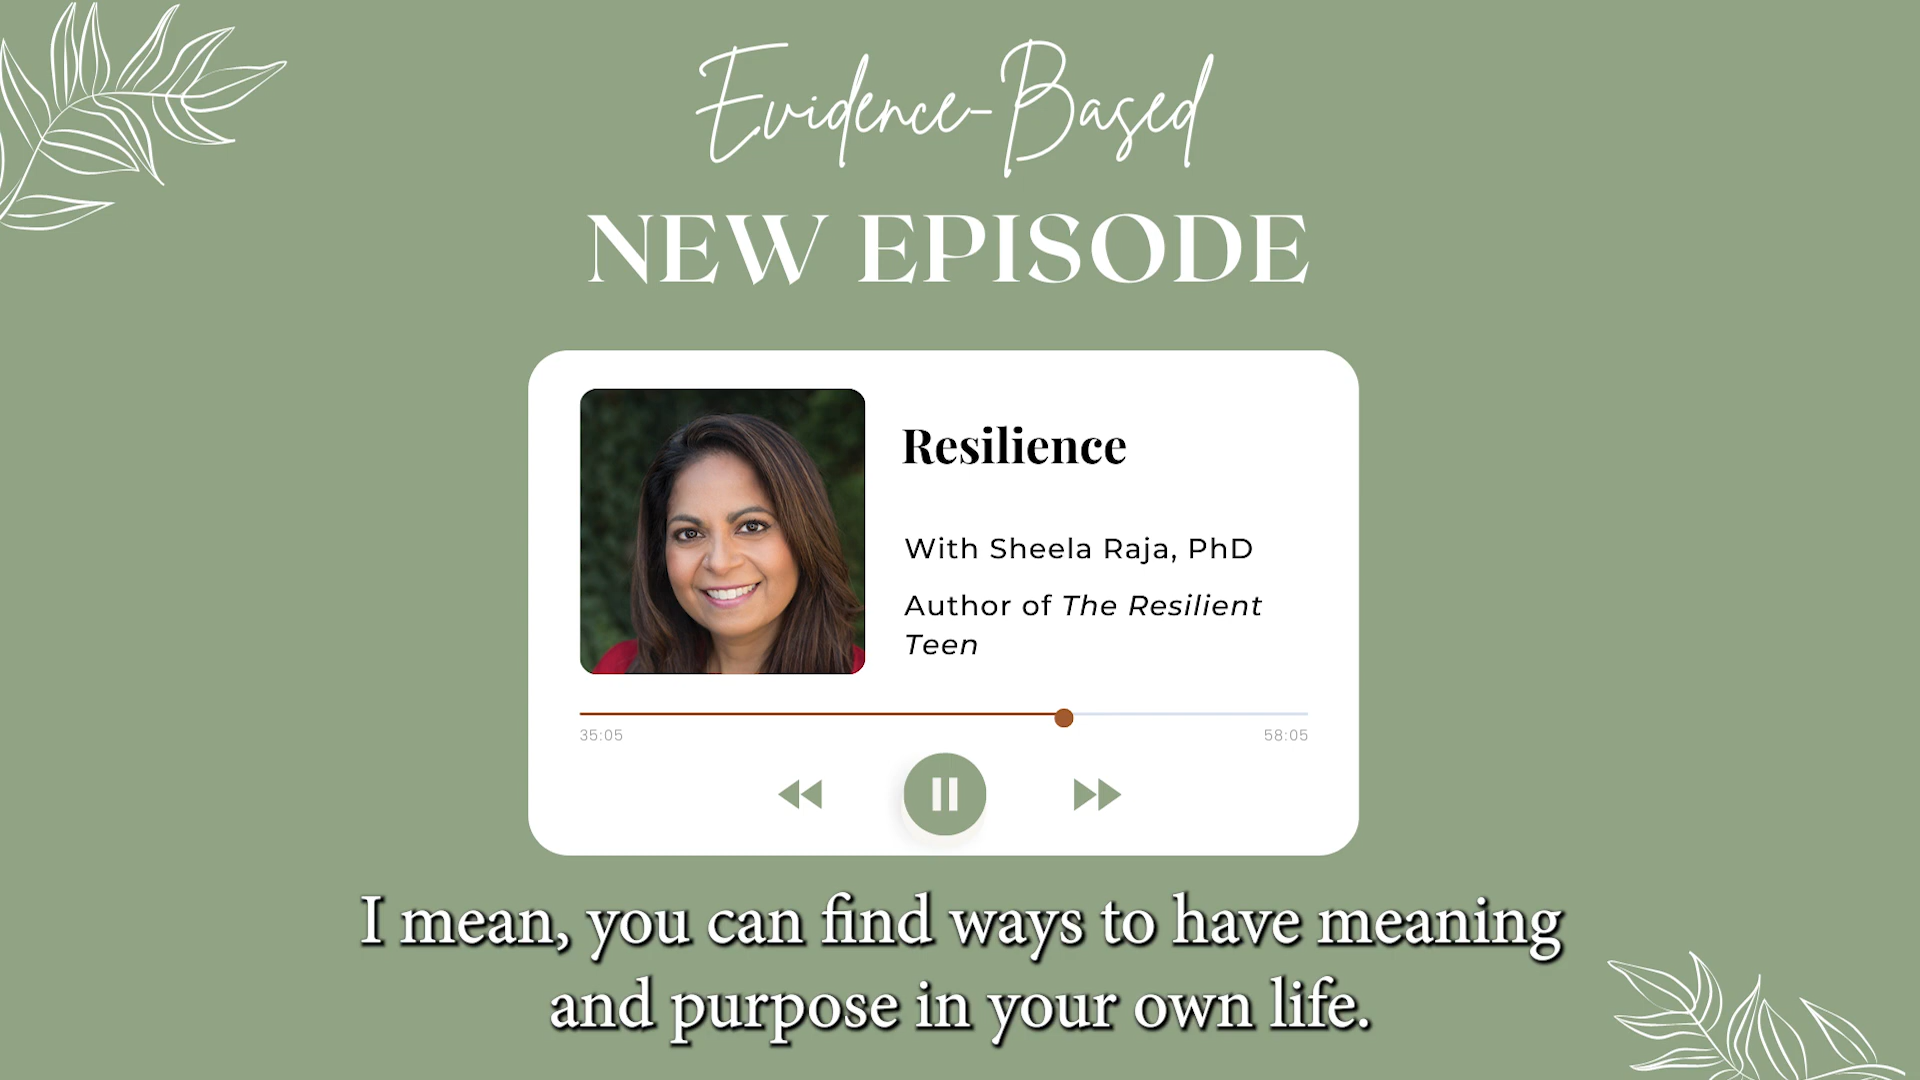 Evidence-Based
NEW EPISODE
Resilience
With Sheela Raja, PhD
Author of The Resilient
Teen
35:05
58:05
I mean, you can find ways to have meaning
and purpose in your own life.